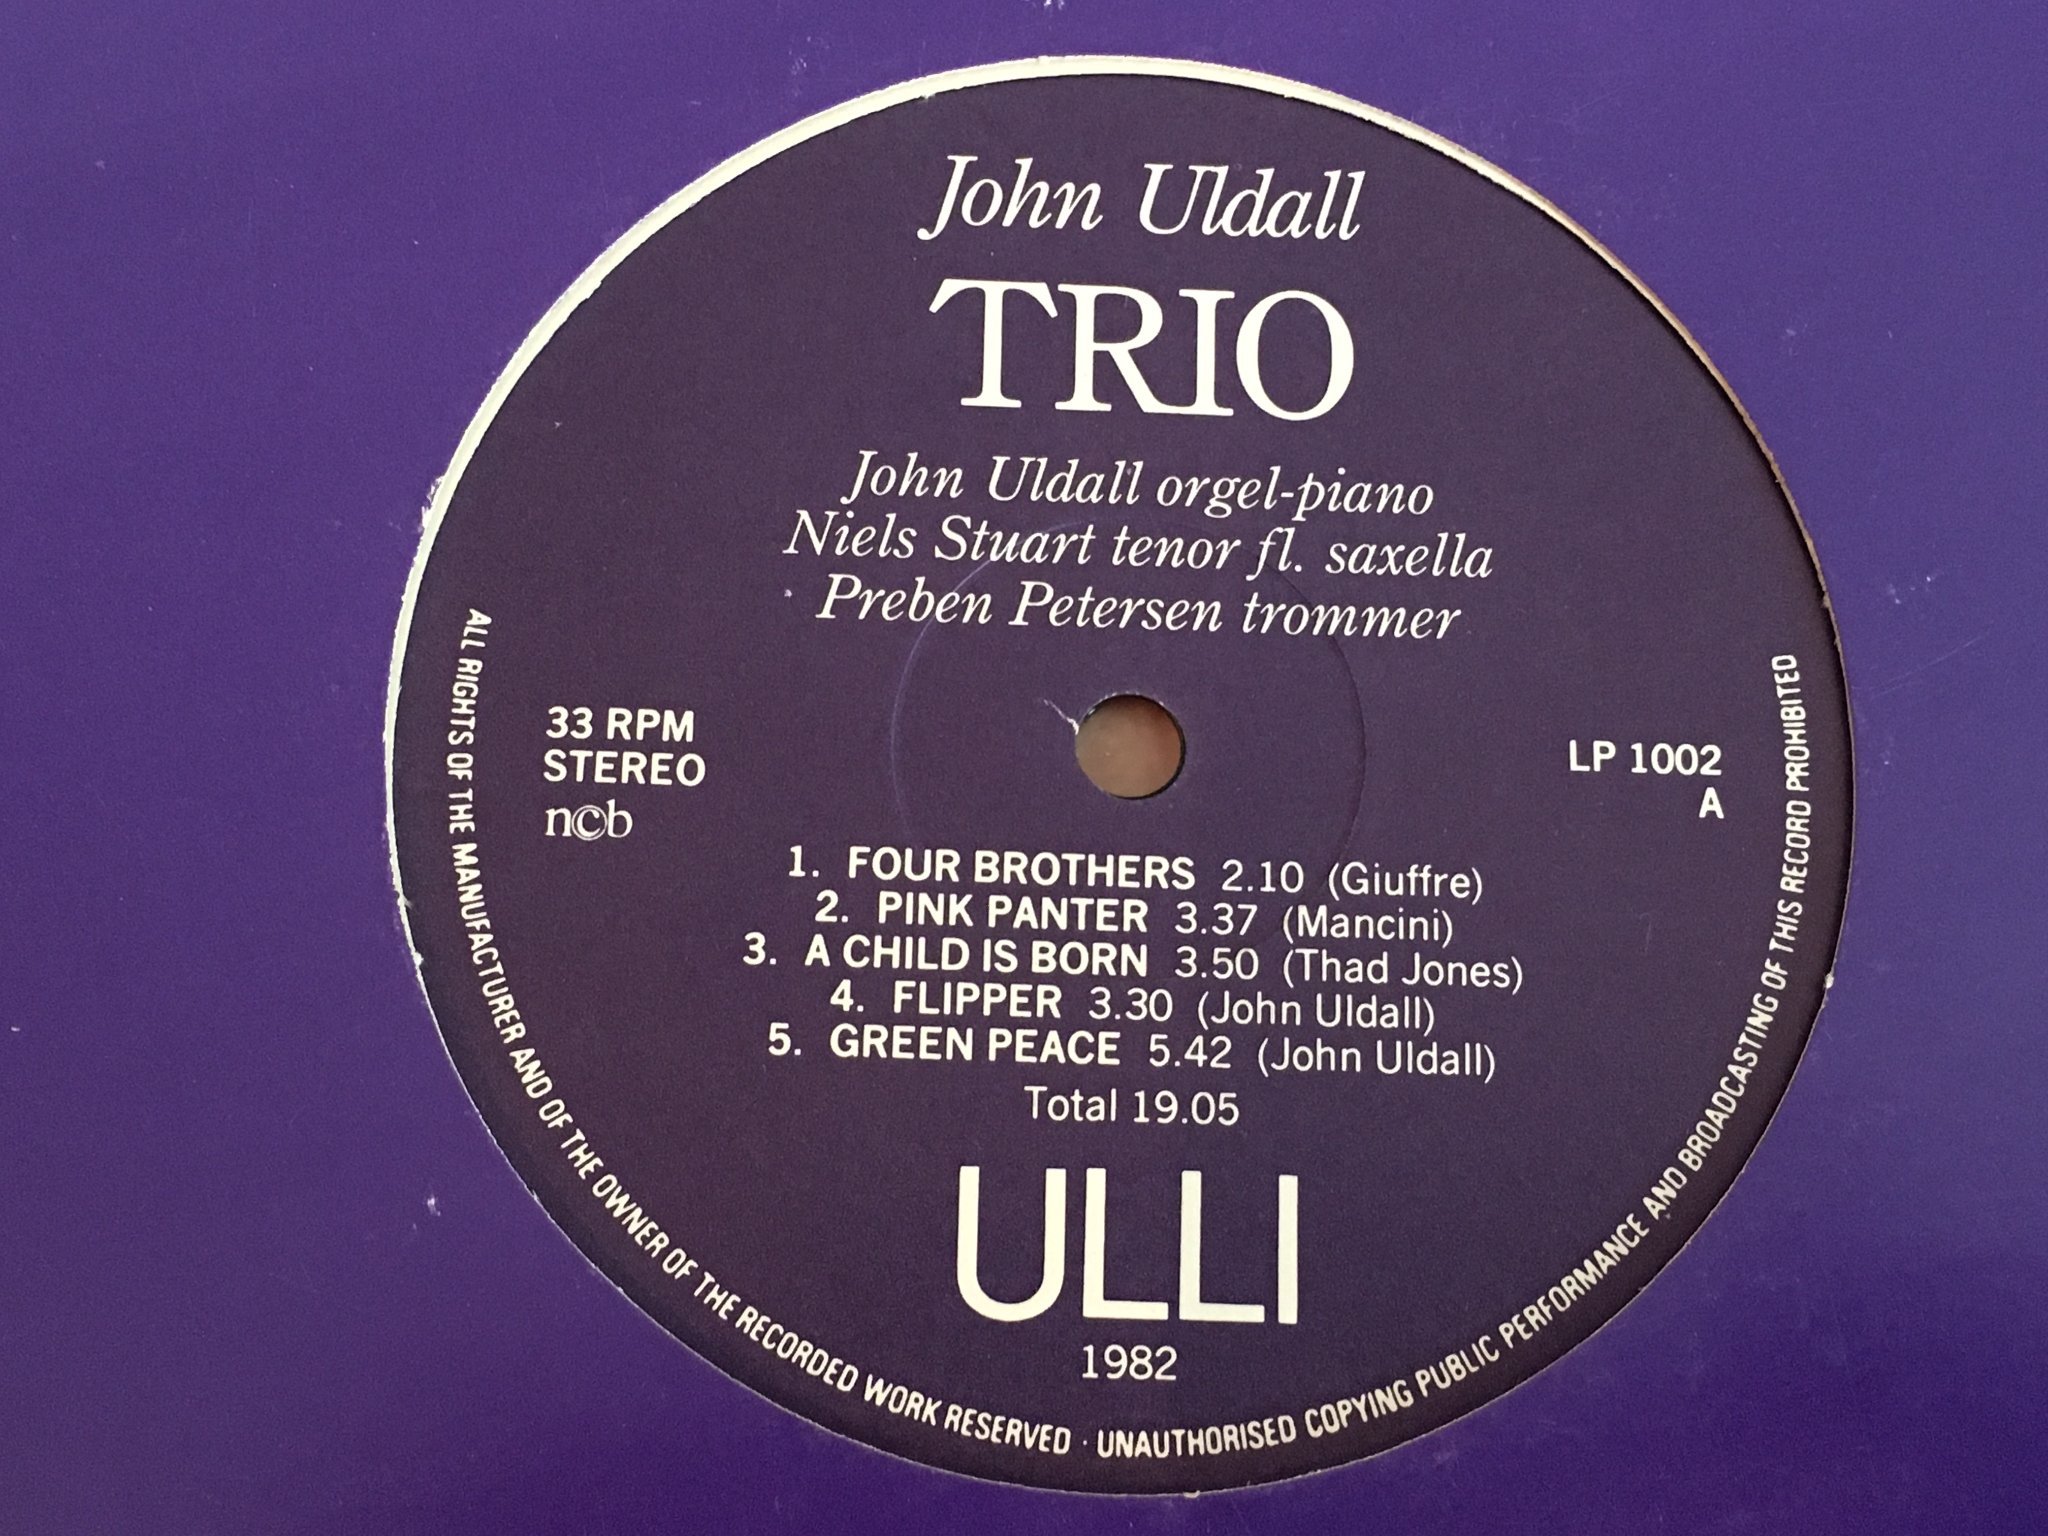 John Uldall
TRIO
John Uldall orgel-piano
Niels Stuart tenor fl. saxella
Preben Petersen trommer
33 RPM
STEREO
n©b
LP 1002
A
1. FOUR BROTHERS 2.10 (Giuffre)
2. PINK PANTER 3.37 (Mancini)
3. A CHILD IS BORN 3.50 (Thad Jones)
4. FLIPPER 3.30 (John Uldall)
5. GREEN PEACE 5.42 (John Uldall)
Total 19.05
ULLI
1982
ALL RIGHTS OF THE MANUFACTURER AND OF THE OWNER OF THE RECORDED WORK RESERVED · UNAUTHORISED COPYING PUBLIC PERFORMANCE AND BROADCASTING OF THIS RECORD PROHIBITED